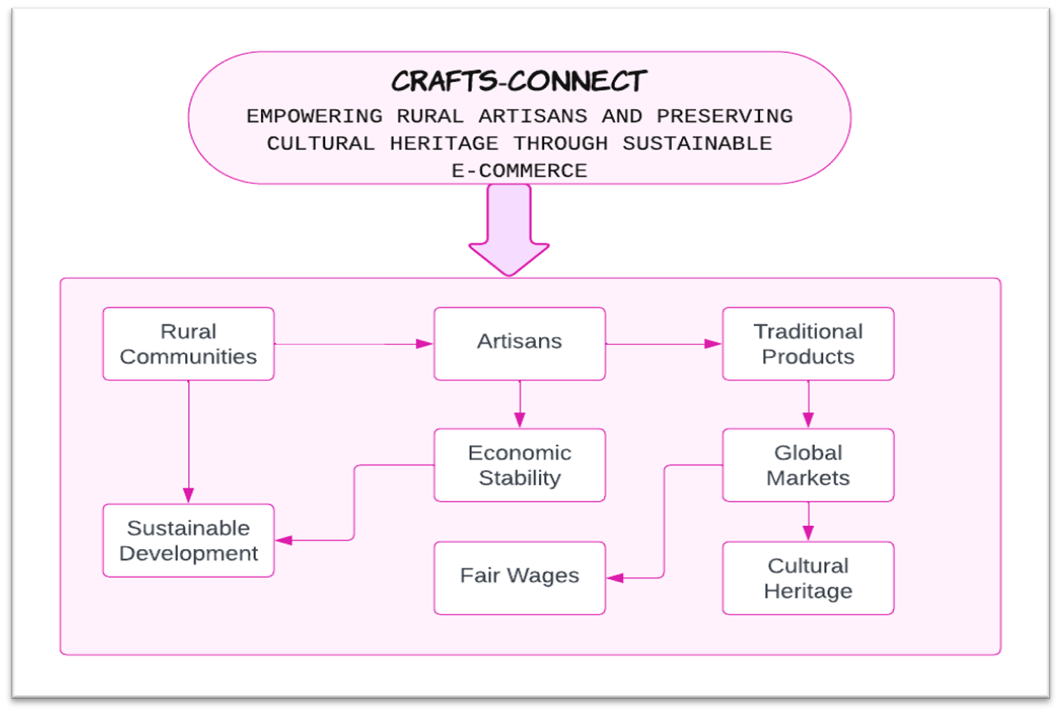 CRAFTS-CONNECT
EMPOWERING RURAL ARTISANS AND PRESERVING
CULTURAL HERITAGE THROUGH SUSTAINABLE
E-COMMERCE
Rural
Communities
Artisans
Traditional
Products
Economic
Stability
Global
Markets
Sustainable
Development
Fair Wages
Cultural
Heritage